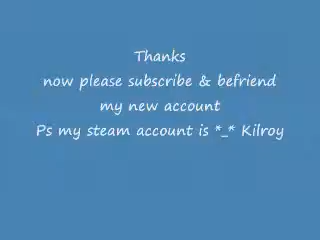 Thanks
now please subscribe & befriend
my new account
Ps my steam account is *_* Kilroy